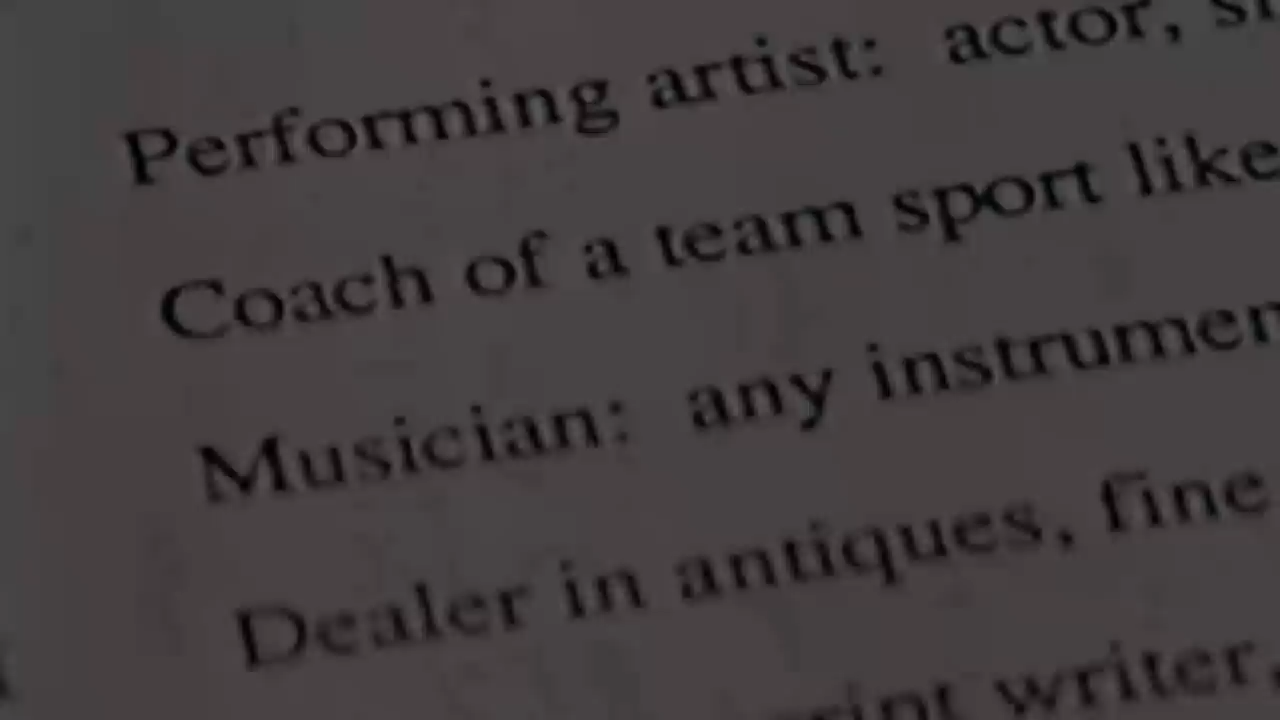 Performing artist: actor,
Coach of a team sport like
Musician: any
Dealer in antiques, fine
writer,